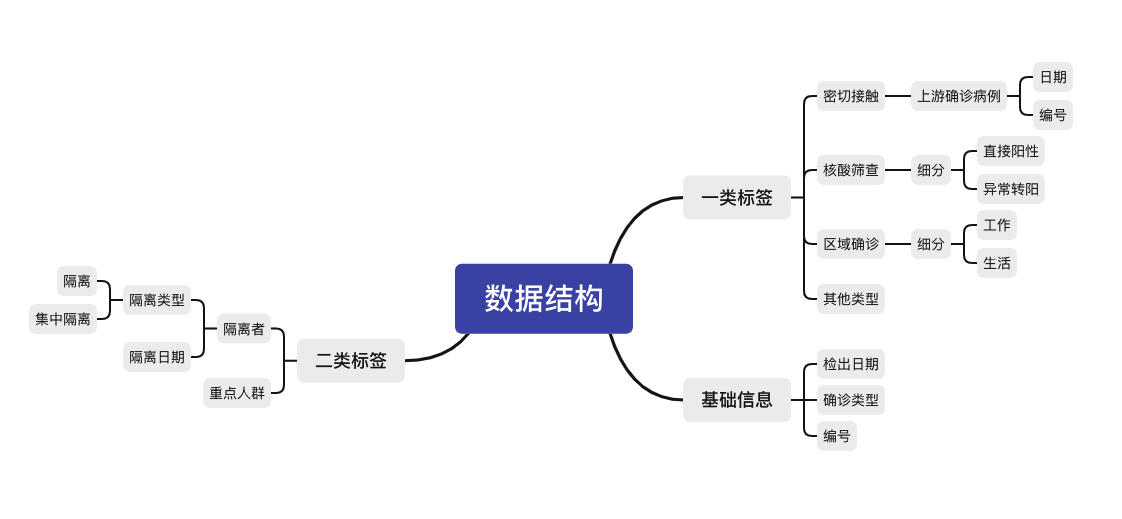 数据结构
一类标签
密切接触
上游确诊病例
日期
编号
核酸筛查
细分
直接阳性
异常转阳
区域确诊
细分
工作
生活
其他类型
基础信息
检出日期
确诊类型
编号
二类标签
隔离者
隔离类型
隔离
集中隔离
隔离日期
重点人群